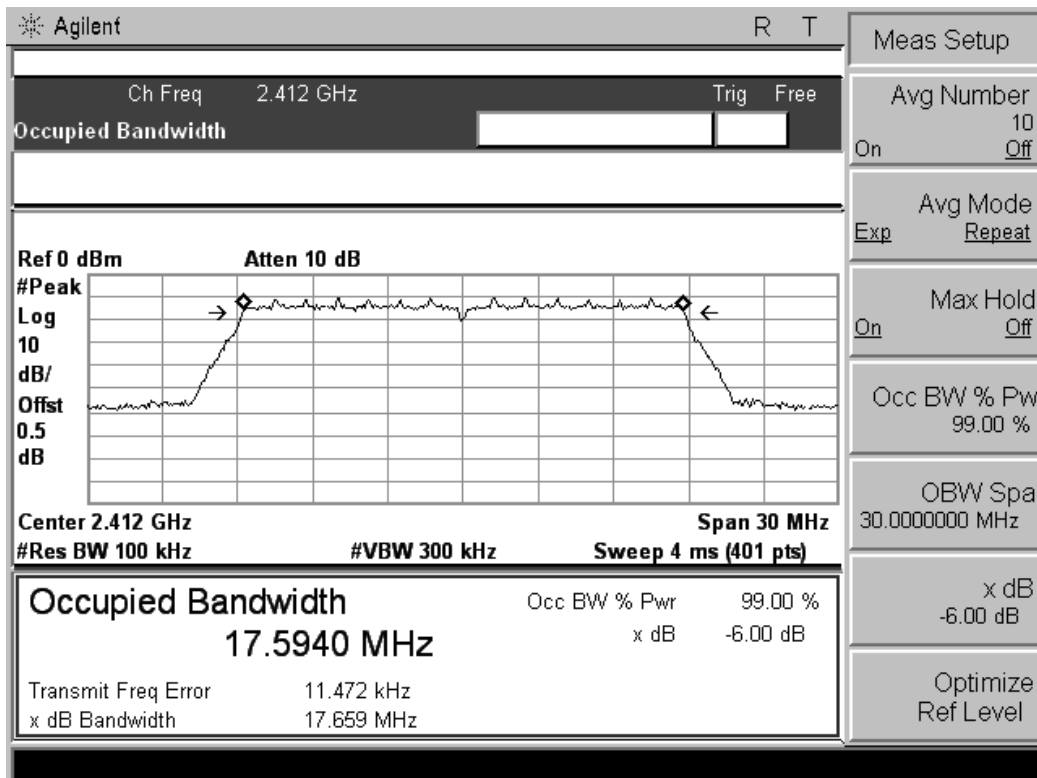 Agilent R T
Ch Freq 2.412 GHz Trig Free
Occupied Bandwidth
Ref 0 dBm Atten 10 dB
#Peak
Log
10
dB/
Offst
0.5
dB
Center 2.412 GHz Span 30 MHz
#Res BW 100 kHz #VBW 300 kHz Sweep 4 ms (401 pts)
Occupied Bandwidth Occ BW % Pwr 99.00 %
17.5940 MHz x dB -6.00 dB
Transmit Freq Error 11.472 kHz
x dB Bandwidth 17.659 MHz
Meas Setup
Avg Number
10
On Off
Avg Mode
Exp Repeat
Max Hold
On Off
Occ BW % Pw
99.00 %
OBW Spa
30.0000000 MHz
x dB
-6.00 dB
Optimize
Ref Level